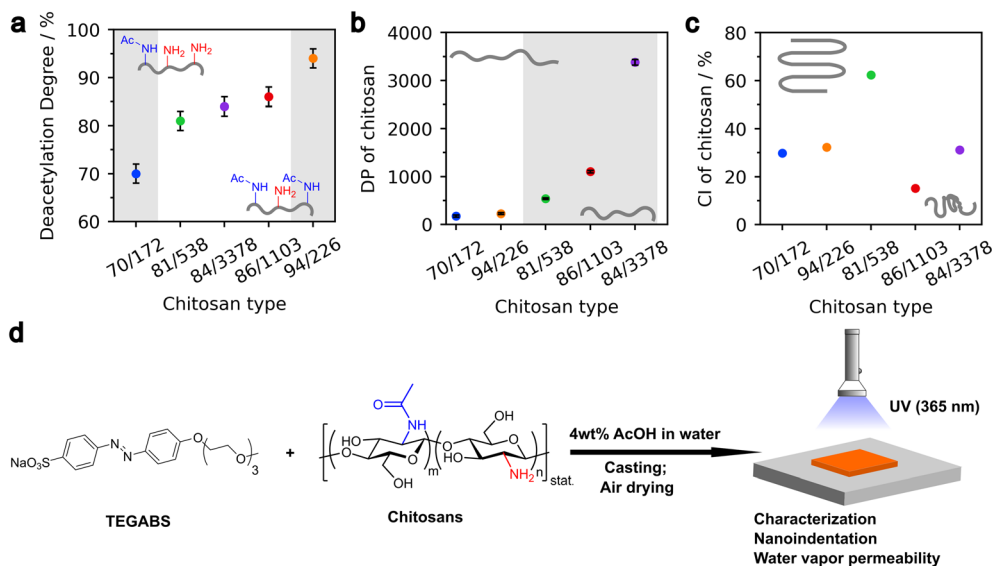 a
Deacetylation Degree / %
100
90
80
70
60
Ac
NH
NH2
NH2
Ac
NH
NH2
Ac
NH
70/172
81/538
84/3378
86/1103
94/226
Chitosan type
b
DP of chitosan
4000
3000
2000
1000
0
70/172
94/226
81/538
86/1103
84/3378
Chitosan type
c
CI of chitosan / %
80
60
40
20
0
70/172
94/226
81/538
86/1103
84/3378
Chitosan type
d
NaO3S
N
N
O
O
3
TEGABS
+
O
NH
HO
O
O
OH
m
OH
O
HO
O
NH2
n
stat.
Chitosans
4wt% AcOH in water
Casting;
Air drying
UV (365 nm)
Characterization
Nanoindentation
Water vapor permeability